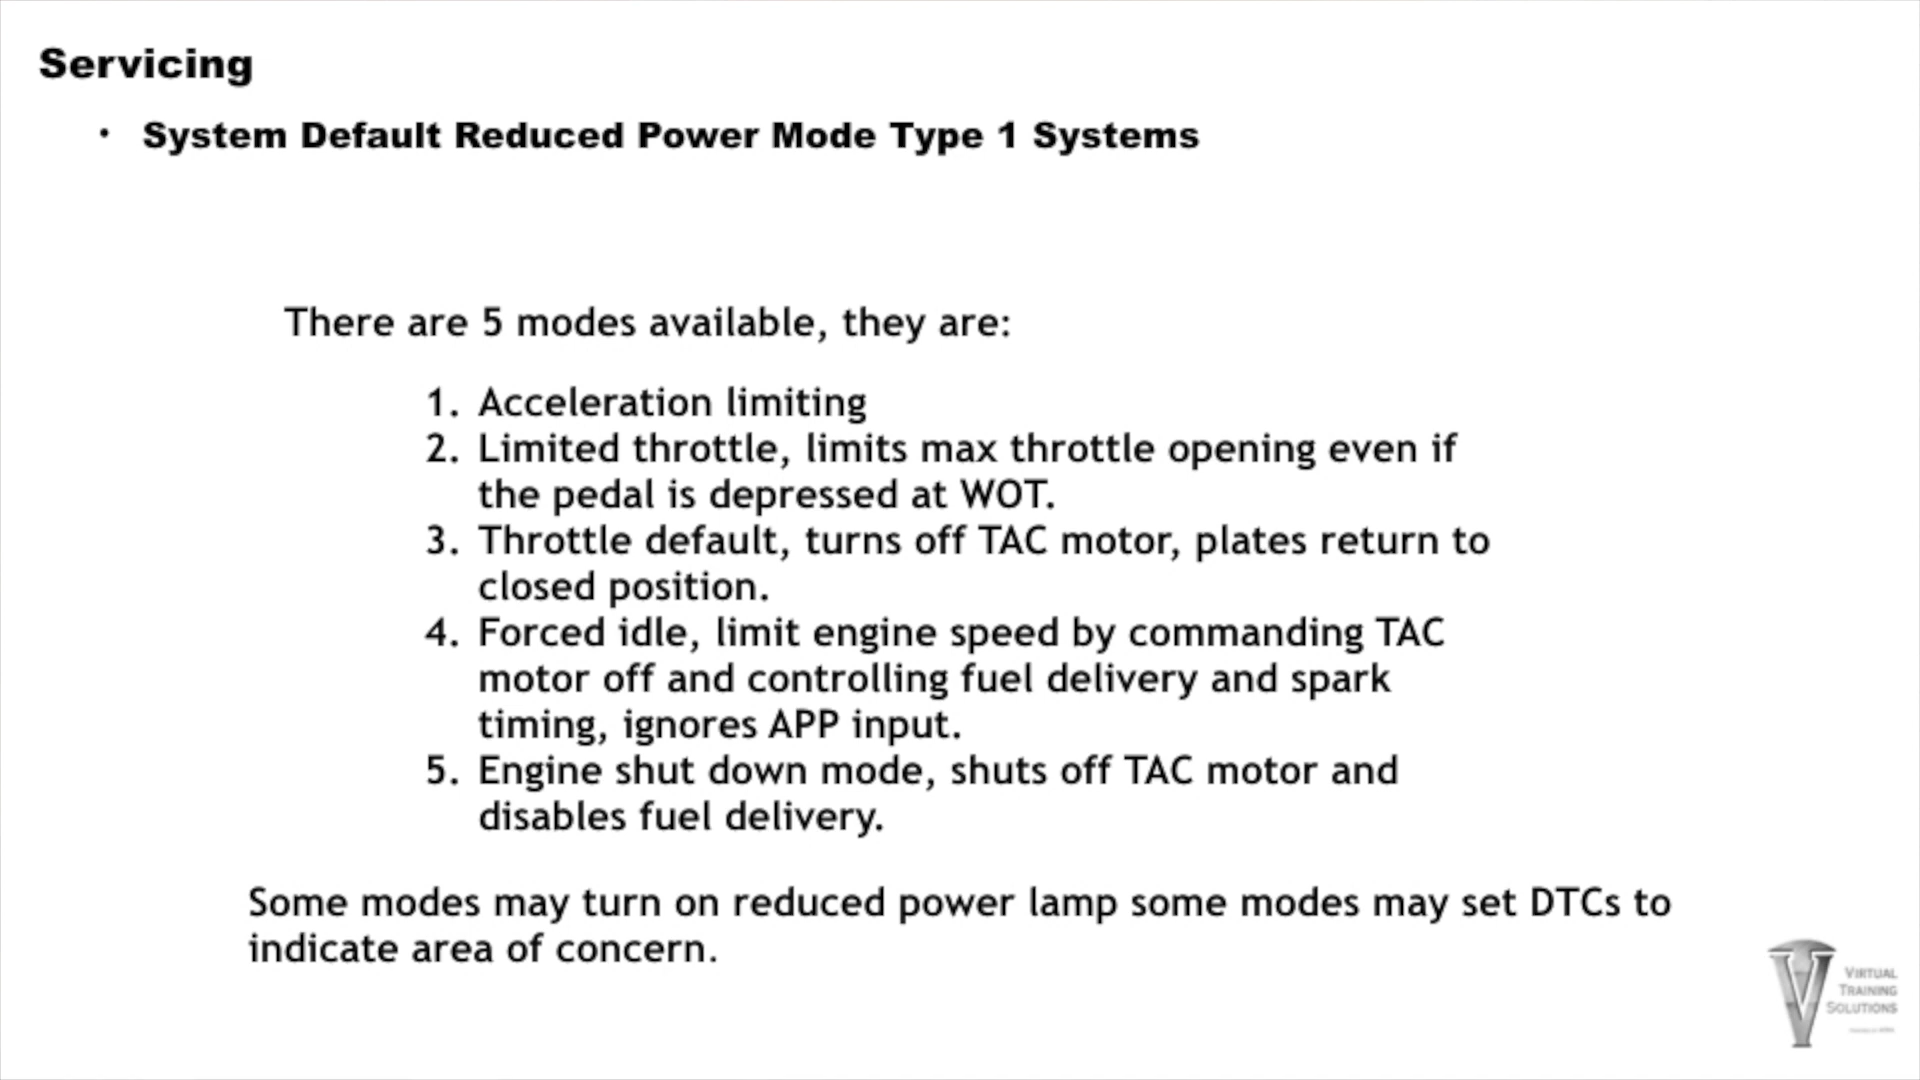 Servicing
• System Default Reduced Power Mode Type 1 Systems
There are 5 modes available, they are:
1. Acceleration limiting
2. Limited throttle, limits max throttle opening even if
the pedal is depressed at WOT.
3. Throttle default, turns off TAC motor, plates return to
closed position.
4. Forced idle, limit engine speed by commanding TAC
motor off and controlling fuel delivery and spark
timing, ignores APP input.
5. Engine shut down mode, shuts off TAC motor and
disables fuel delivery.
Some modes may turn on reduced power lamp some modes may set DTCs to
indicate area of concern.
VIRTUAL
TRAINING
SOLUTIONS